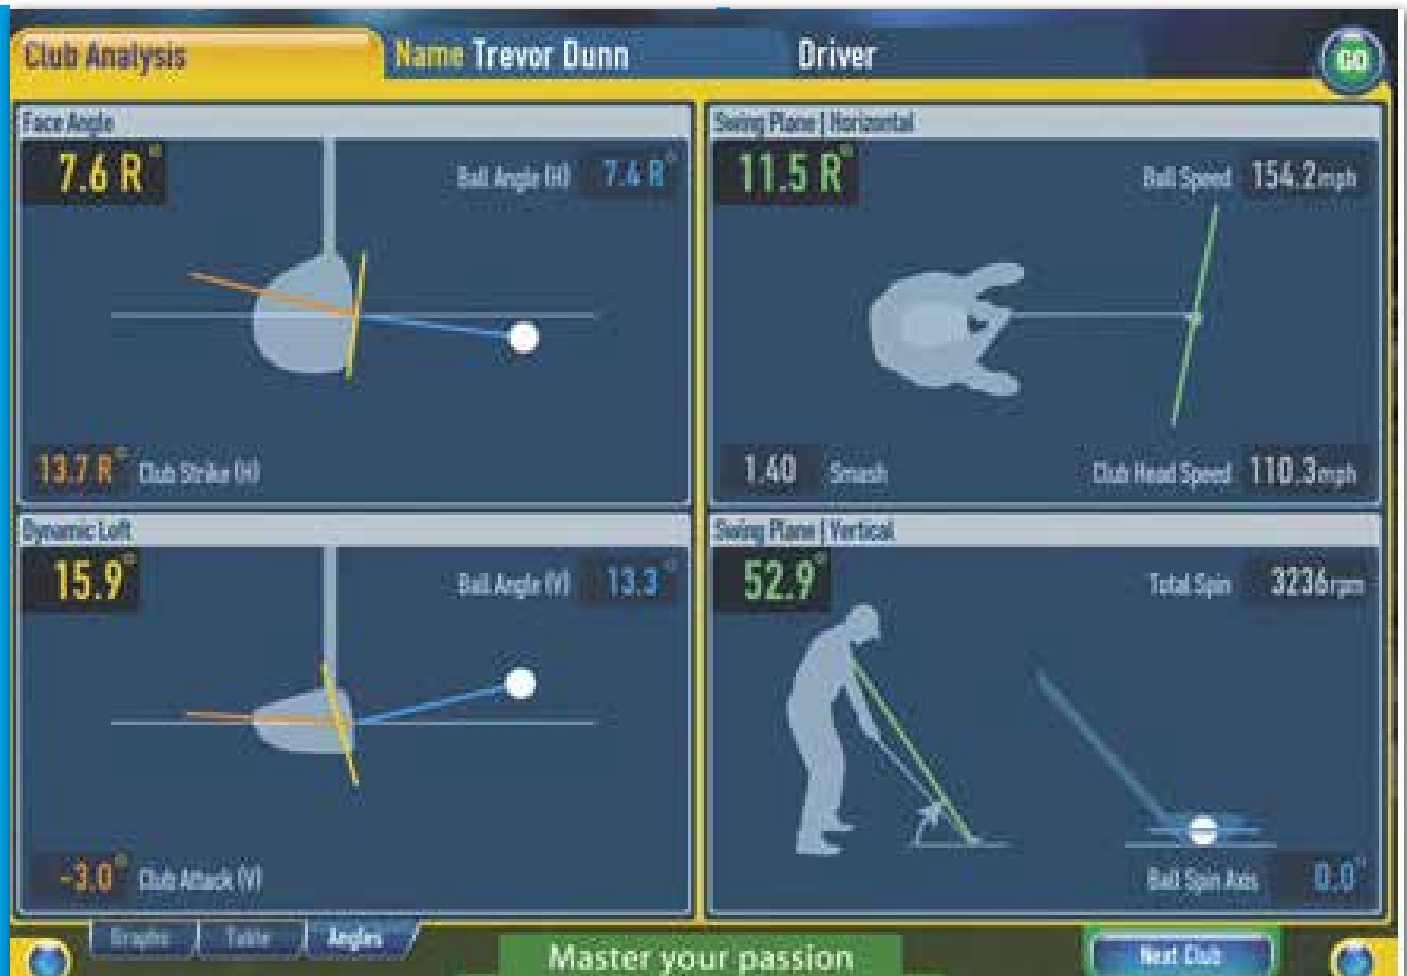 Club Analysis
Name Trevor Dunn
Driver
GO
Face Angle
7.6 R°
Ball Angle (H) 7.4 R°
13.7 R° Club Strike (H)
Swing Plane | Horizontal
11.5 R°
Ball Speed 154.2mph
1.40 Smash
Club Head Speed 110.3mph
Dynamic Loft
15.9°
Ball Angle (V) 13.3°
-3.0° Club Attack (V)
Swing Plane | Vertical
52.9°
Total Spin 3236rpm
Ball Spin Axis 0.0°
Graphs Table Angles
Master your passion
Next Club